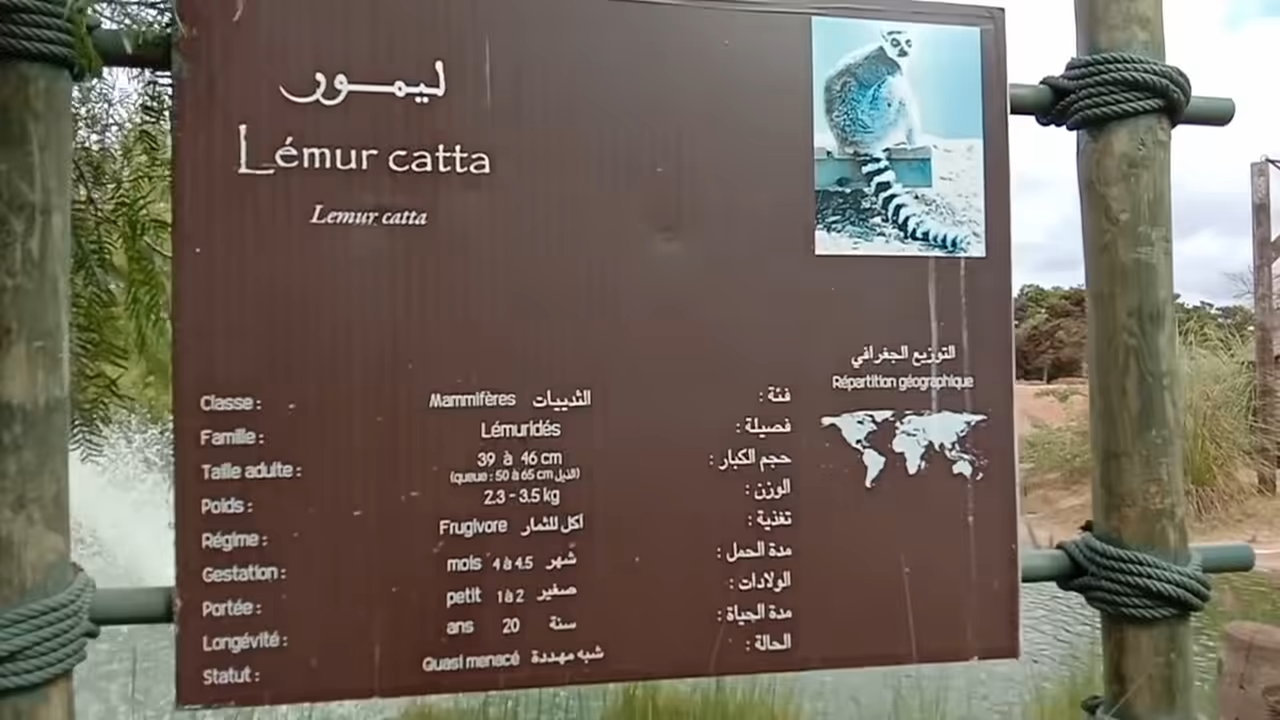 ليمور
Lémur catta
Lemur catta
التوزيع الجغرافي
Répartition géographique
Classe : Mammifères الثدييات فئة :
Famille : Lémuridés فصيلة :
Taille adulte : 39 à 46 cm حجم الكبار :
(queue : 50 à 65 cm الذيل)
Poids : 2.3 - 3.5 kg الوزن :
Régime : Frugivore أكل للثمار تغذية :
Gestation : mois 4 à 4.5 شهر مدة الحمل :
Portée : petit 1 à 2 صغير الولادات :
Longévité : ans 20 سنة مدة الحياة :
Statut : Quasi menacé شبه مهددة الحالة :